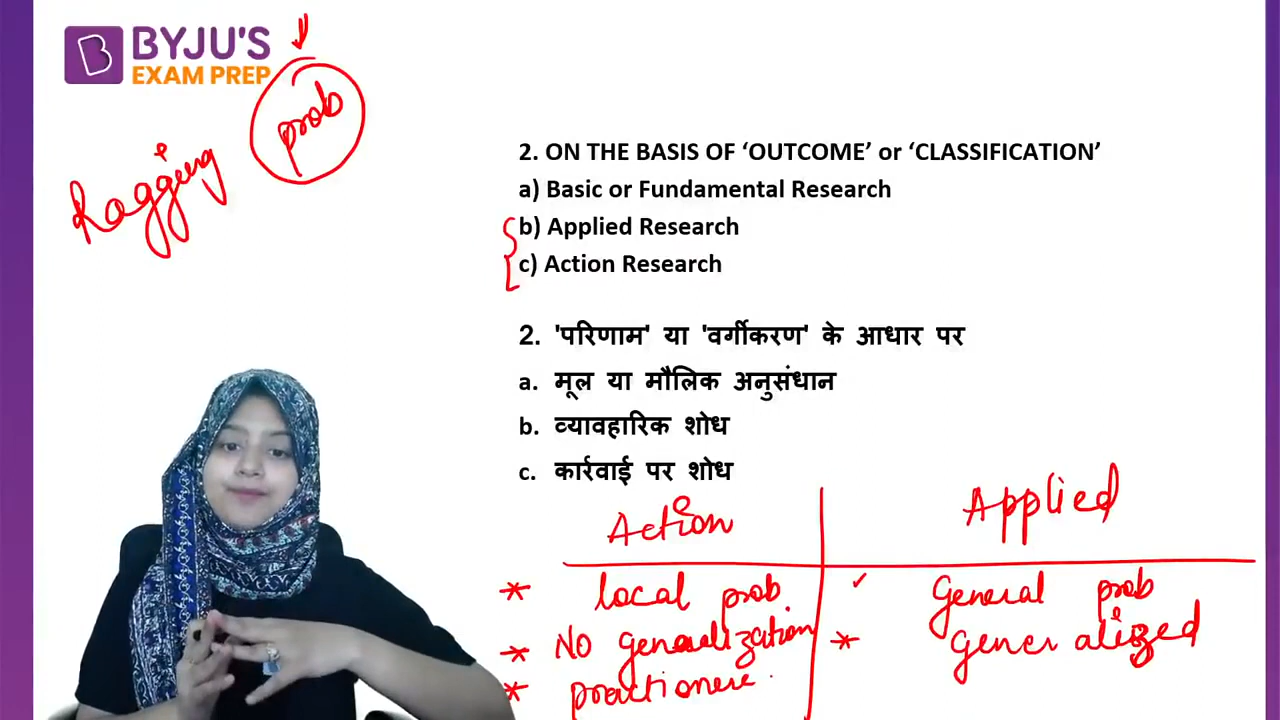 BYJU'S
EXAM PREP
Ragging prob
2. ON THE BASIS OF ‘OUTCOME’ or ‘CLASSIFICATION’
a) Basic or Fundamental Research
b) Applied Research
c) Action Research
2. 'परिणाम' या 'वर्गीकरण' के आधार पर
a. मूल या मौलिक अनुसंधान
b. व्यावहारिक शोध
c. कार्रवाई पर शोध
Action Applied
* local prob ✓ General prob
* NO generalization * Generalized
* practionere